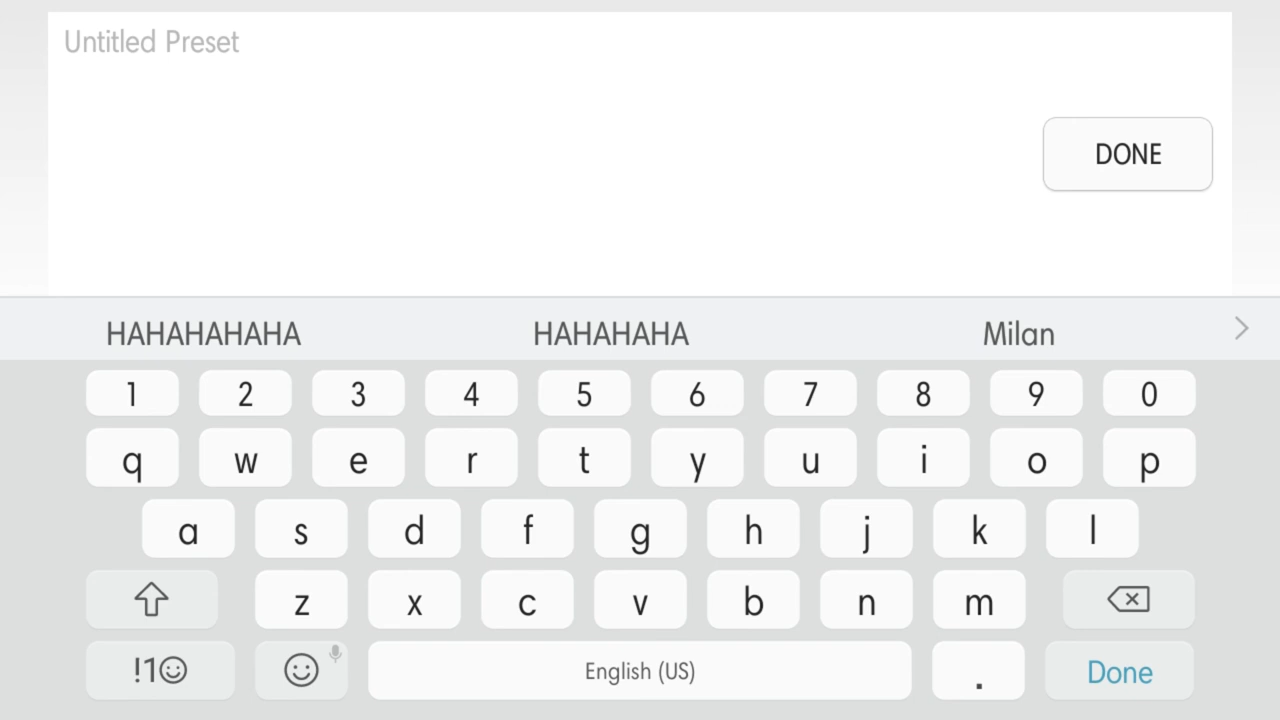 Untitled Preset
DONE
HAHAHAHAHA HAHAHAHA Milan
1 2 3 4 5 6 7 8 9 0
q w e r t y u i o p
a s d f g h j k l
z x c v b n m
!1☺ English (US) . Done